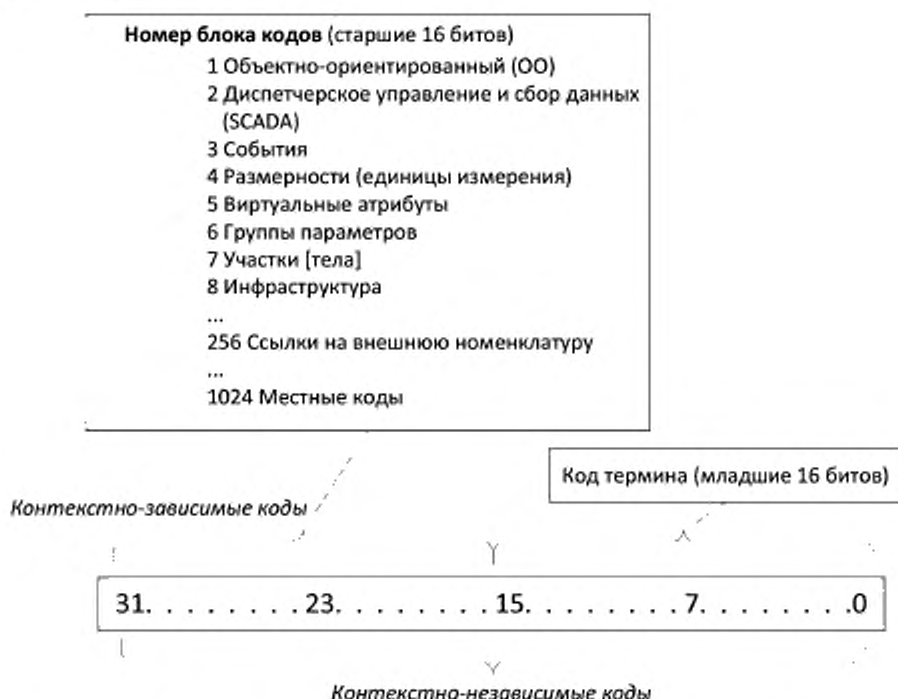 Номер блока кодов (старшие 16 битов)
1 Объектно-ориентированный (ОО)
2 Диспетчерское управление и сбор данных
(SCADA)
3 События
4 Размерности (единицы измерения)
5 Виртуальные атрибуты
6 Группы параметров
7 Участки [тела]
8 Инфраструктура
...
256 Ссылки на внешнюю номенклатуру
...
1024 Местные коды
Код термина (младшие 16 битов)
Контекстно-зависимые коды
31. . . . . . . . 23. . . . . . . . 15. . . . . . . . 7. . . . . . . .0
Контекстно-независимые коды